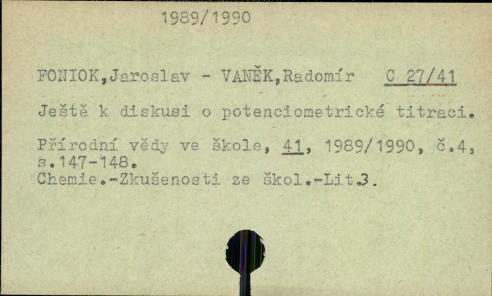 1989/1990
FONIOK,Jaroslav - VANĚK,Radomír C 27/41
Ještě k diskusi o potenciometrické titraci.
Přírodní vědy ve škole, 41, 1989/1990, č.4,
s.147-148.
Chemie.-Zkušenosti ze škol.-Lit.3.